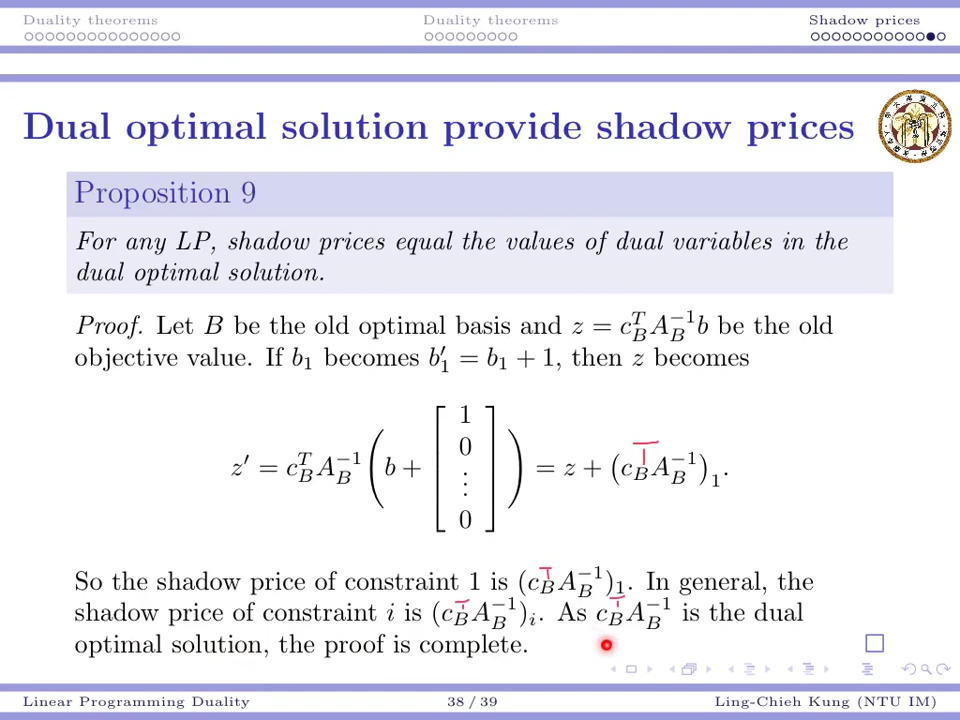 Duality theorems Duality theorems Shadow prices
Dual optimal solution provide shadow prices
Proposition 9
For any LP, shadow prices equal the values of dual variables in the
dual optimal solution.
Proof. Let B be the old optimal basis and z = c_B^T A_B^{-1} b be the old
objective value. If b_1 becomes b'_1 = b_1 + 1, then z becomes
z' = c_B^T A_B^{-1} (b + [1 0 ⋮ 0]) = z + (c_B^T A_B^{-1})_1.
So the shadow price of constraint 1 is (c_B^T A_B^{-1})_1. In general, the
shadow price of constraint i is (c_B^T A_B^{-1})_i. As c_B^T A_B^{-1} is the dual
optimal solution, the proof is complete. □
Linear Programming Duality 38 / 39 Ling-Chieh Kung (NTU IM)